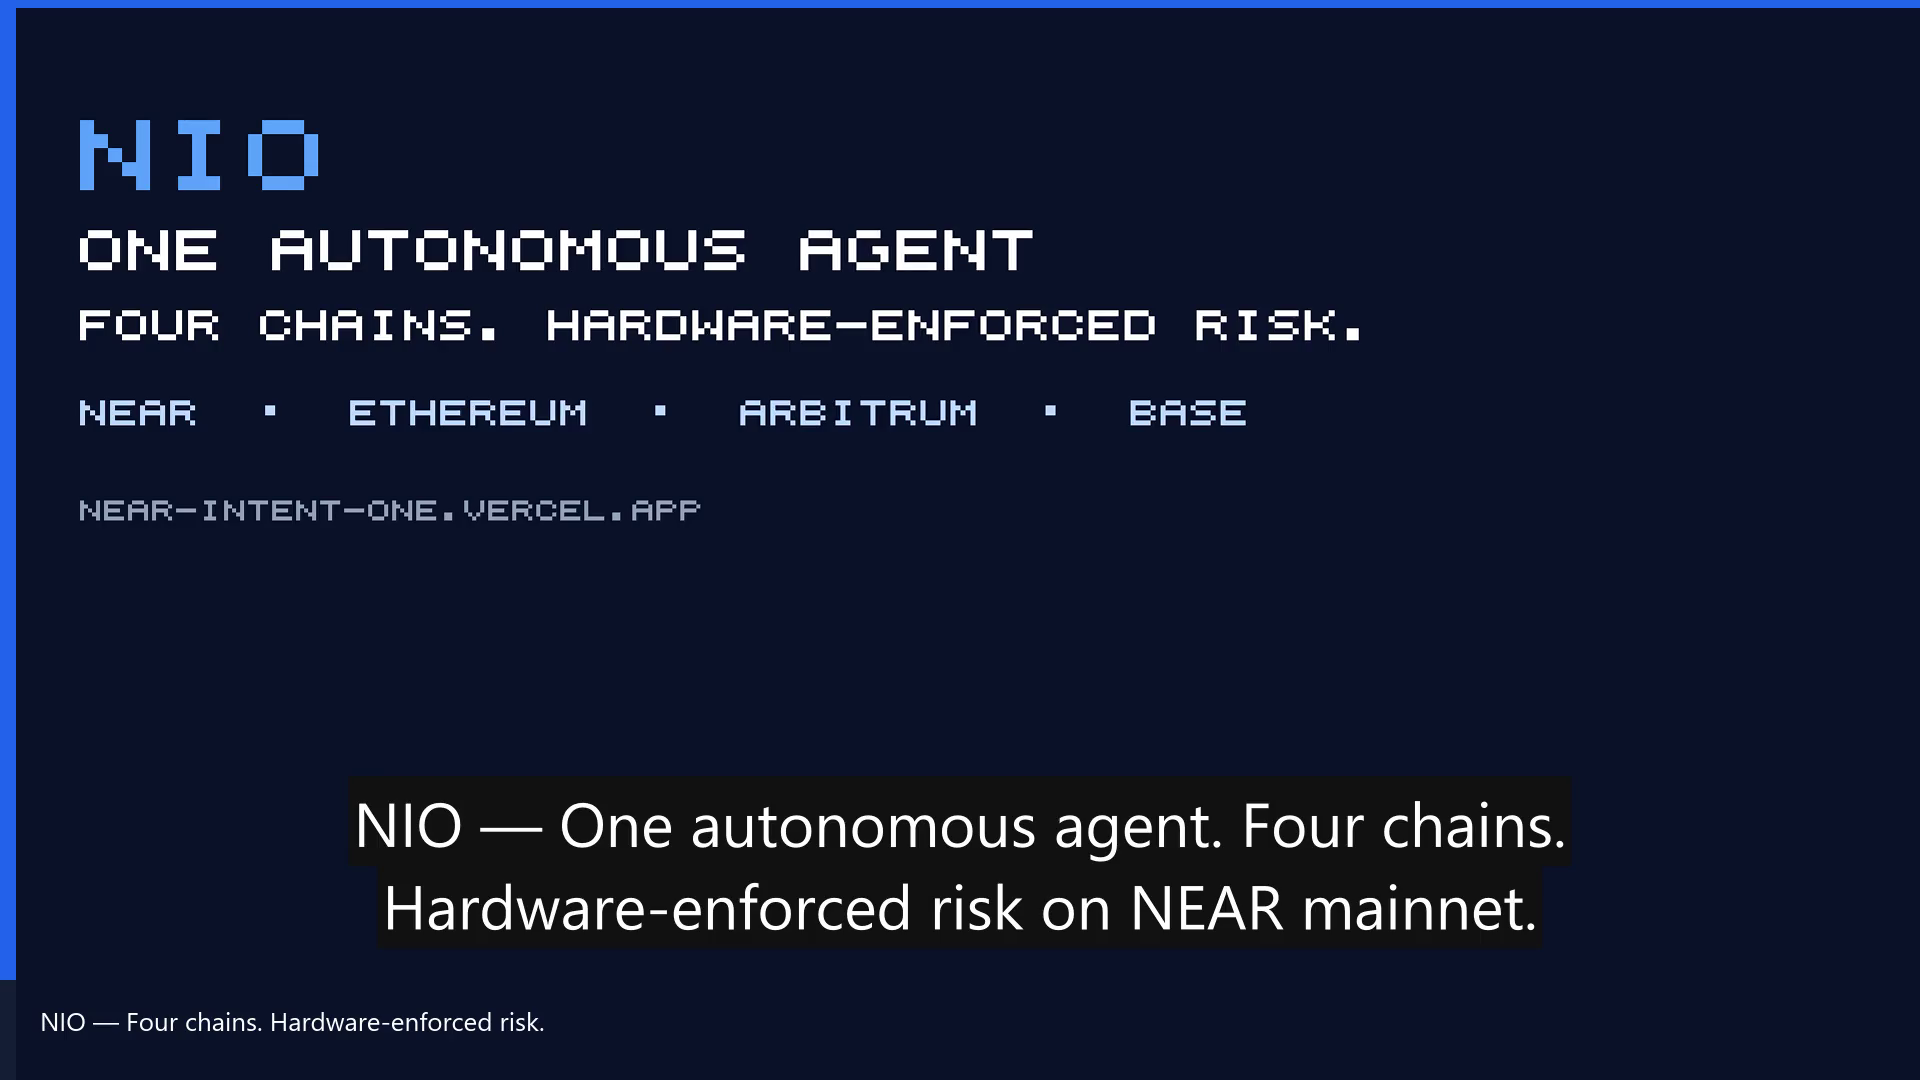 NIO
ONE AUTONOMOUS AGENT
FOUR CHAINS. HARDWARE-ENFORCED RISK.
NEAR · ETHEREUM · ARBITRUM · BASE
NEAR-INTENT-ONE.VERCEL.APP
NIO — One autonomous agent. Four chains.
Hardware-enforced risk on NEAR mainnet.
NIO — Four chains. Hardware-enforced risk.